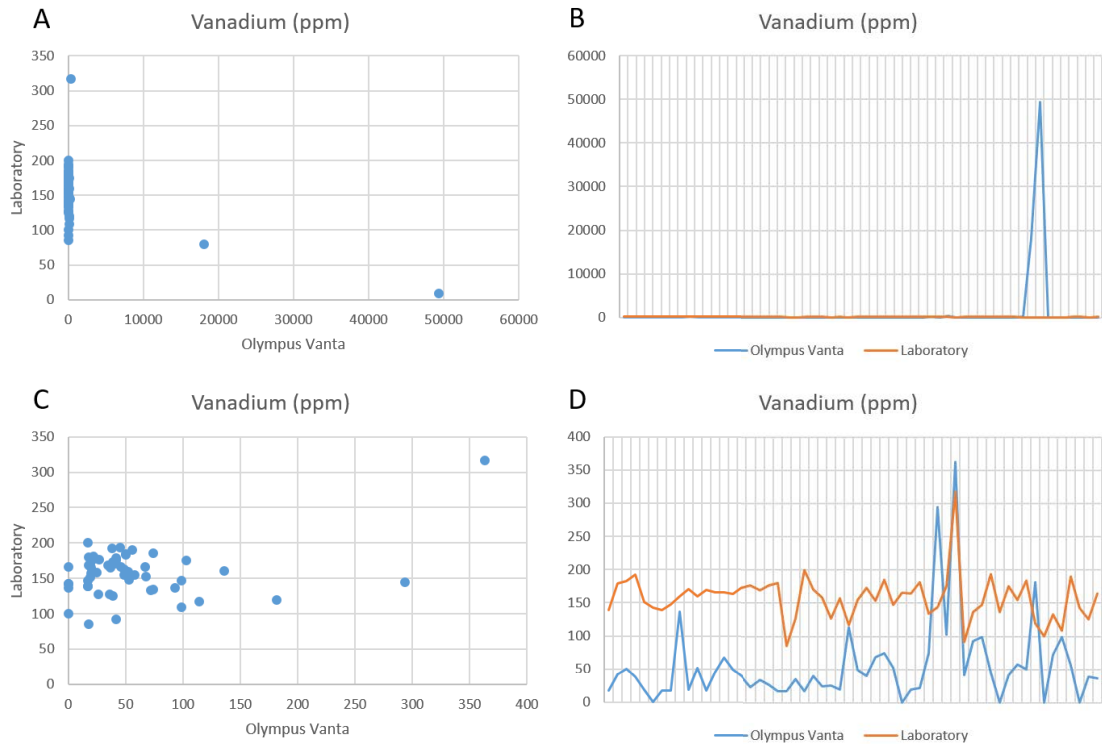 A
Vanadium (ppm)
350
300
250
200
150
100
50
0
Laboratory
0 10000 20000 30000 40000 50000 60000
Olympus Vanta
B
Vanadium (ppm)
60000
50000
40000
30000
20000
10000
0
Olympus Vanta Laboratory
C
Vanadium (ppm)
350
300
250
200
150
100
50
0
Laboratory
0 50 100 150 200 250 300 350 400
Olympus Vanta
D
Vanadium (ppm)
400
350
300
250
200
150
100
50
0
Olympus Vanta Laboratory